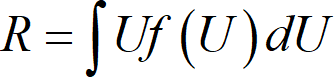 R = ∫ U f (U) dU